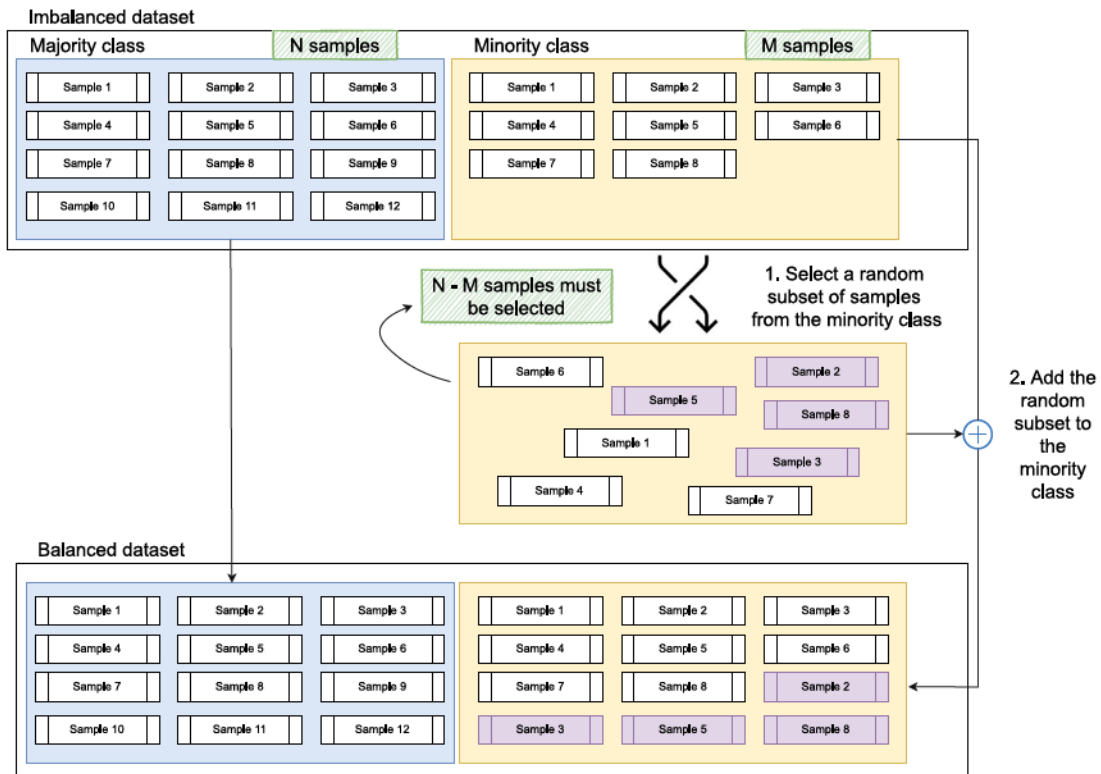 Imbalanced dataset
Majority class
N samples
Minority class
M samples
Sample 1
Sample 2
Sample 3
Sample 4
Sample 5
Sample 6
Sample 7
Sample 8
Sample 9
Sample 10
Sample 11
Sample 12
Sample 1
Sample 2
Sample 3
Sample 4
Sample 5
Sample 6
Sample 7
Sample 8
N - M samples must
be selected
1. Select a random
subset of samples
from the minority class
Sample 6
Sample 2
Sample 5
Sample 8
Sample 1
Sample 3
Sample 4
Sample 7
2. Add the
random
subset to
the
minority
class
Balanced dataset
Sample 1
Sample 2
Sample 3
Sample 4
Sample 5
Sample 6
Sample 7
Sample 8
Sample 9
Sample 10
Sample 11
Sample 12
Sample 1
Sample 2
Sample 3
Sample 4
Sample 5
Sample 6
Sample 7
Sample 8
Sample 2
Sample 3
Sample 5
Sample 8